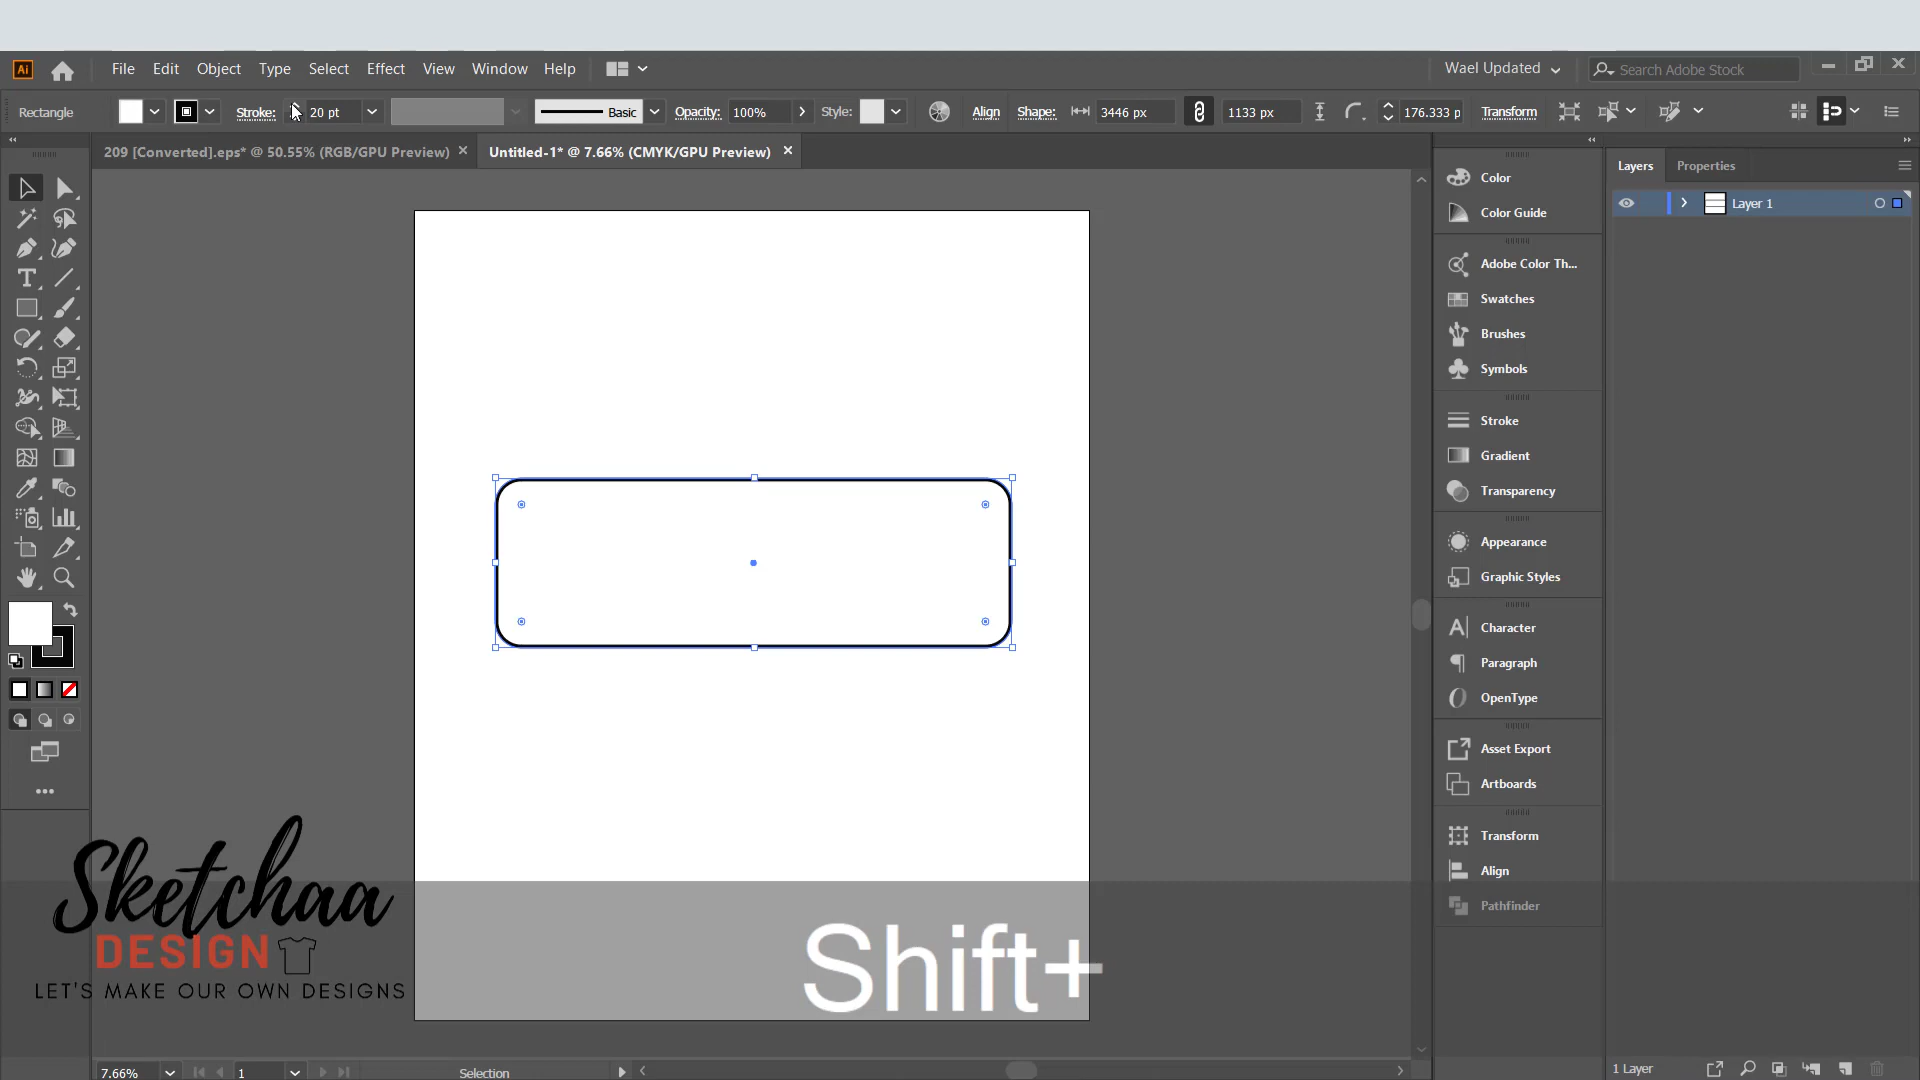 Ai
File Edit Object Type Select Effect View Window Help
Wael Updated
Search Adobe Stock
Rectangle
Stroke: 20 pt
Basic
Opacity: 100%
Style:
Align
Shape: 3446 px
1133 px
176.333 p
Transform
209 [Converted].eps* @ 50.55% (RGB/GPU Preview)
Untitled-1* @ 7.66% (CMYK/GPU Preview)
Color
Color Guide
Adobe Color Th...
Swatches
Brushes
Symbols
Stroke
Gradient
Transparency
Appearance
Graphic Styles
Character
Paragraph
OpenType
Asset Export
Artboards
Transform
Align
Pathfinder
Layers
Properties
Layer 1
Sketchaa
DESIGN
LET'S MAKE OUR OWN DESIGNS
Shift+
7.66%
1
Selection
1 Layer